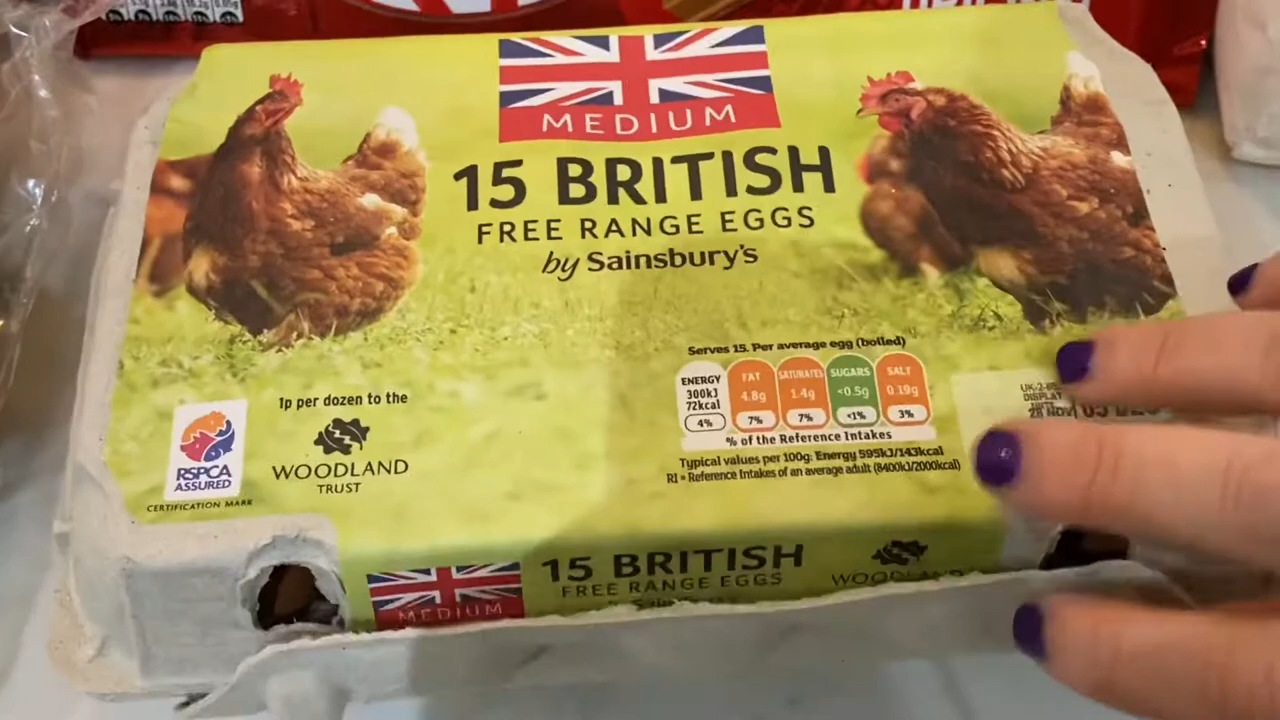 MEDIUM
15 BRITISH
FREE RANGE EGGS
by Sainsbury's
Serves 15. Per average egg (boiled)
ENERGY
300kJ
72kcal
4%
FAT
4.8g
7%
SATURATES
1.4g
7%
SUGARS
<0.5g
<1%
SALT
0.19g
3%
% of the Reference Intakes
Typical values per 100g: Energy 595kJ/143kcal
RI = Reference Intakes of an average adult (8400kJ/2000kcal)
1p per dozen to the
WOODLAND
TRUST
RSPCA
ASSURED
CERTIFICATION MARK
DISPLAY
28 NOV
MEDIUM
15 BRITISH
FREE RANGE EGGS
WOODLAND